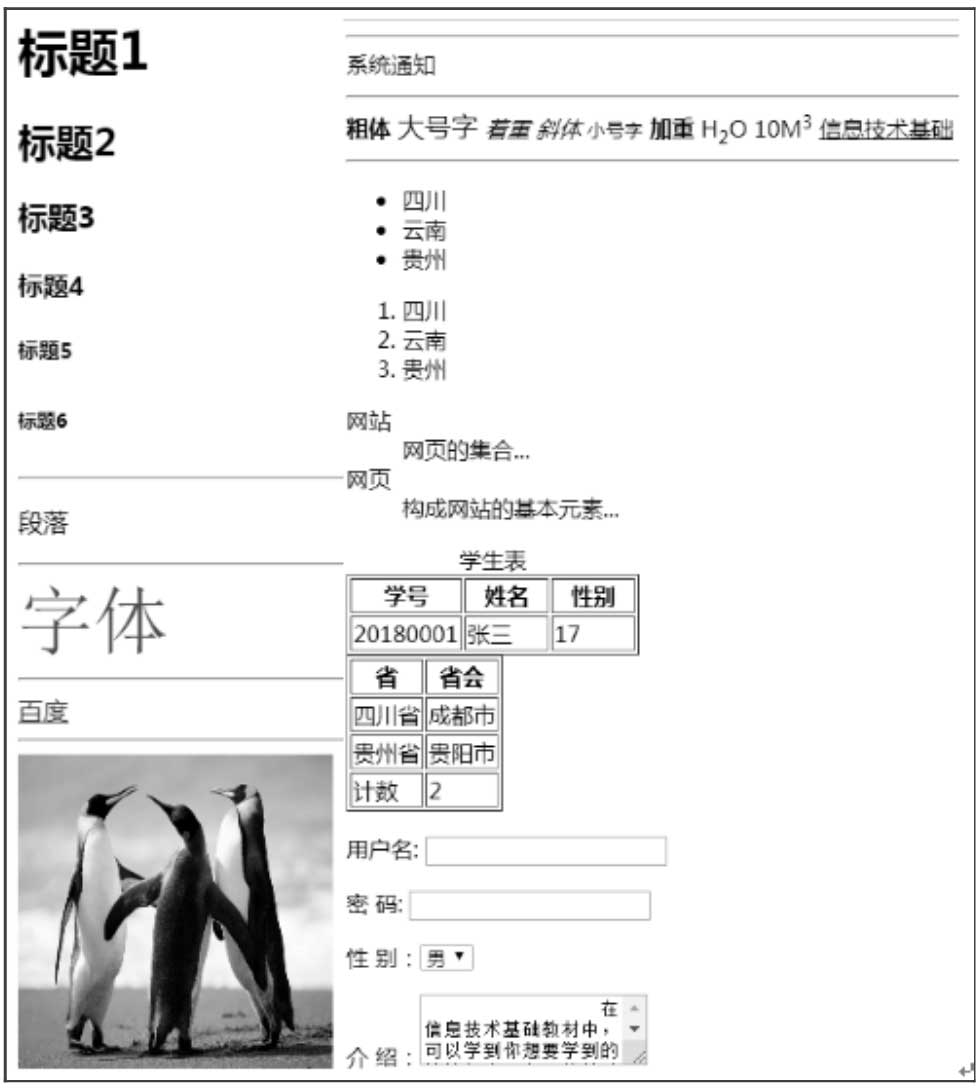 标题1
标题2
标题3
标题4
标题5
标题6
段落
字体
百度
系统通知
粗体 大号字 着重 斜体 小号字 加重 H₂O 10M³ 信息技术基础
• 四川
• 云南
• 贵州
1. 四川
2. 云南
3. 贵州
网站
网页的集合...
网页
构成网站的基本元素...
学生表
学号 姓名 性别
20180001 张三 17
省 省会
四川省 成都市
贵州省 贵阳市
计数 2
用户名:
密 码:
性 别：男
介 绍：
在
信息技术基础教材中，
可以学到你想要学到的